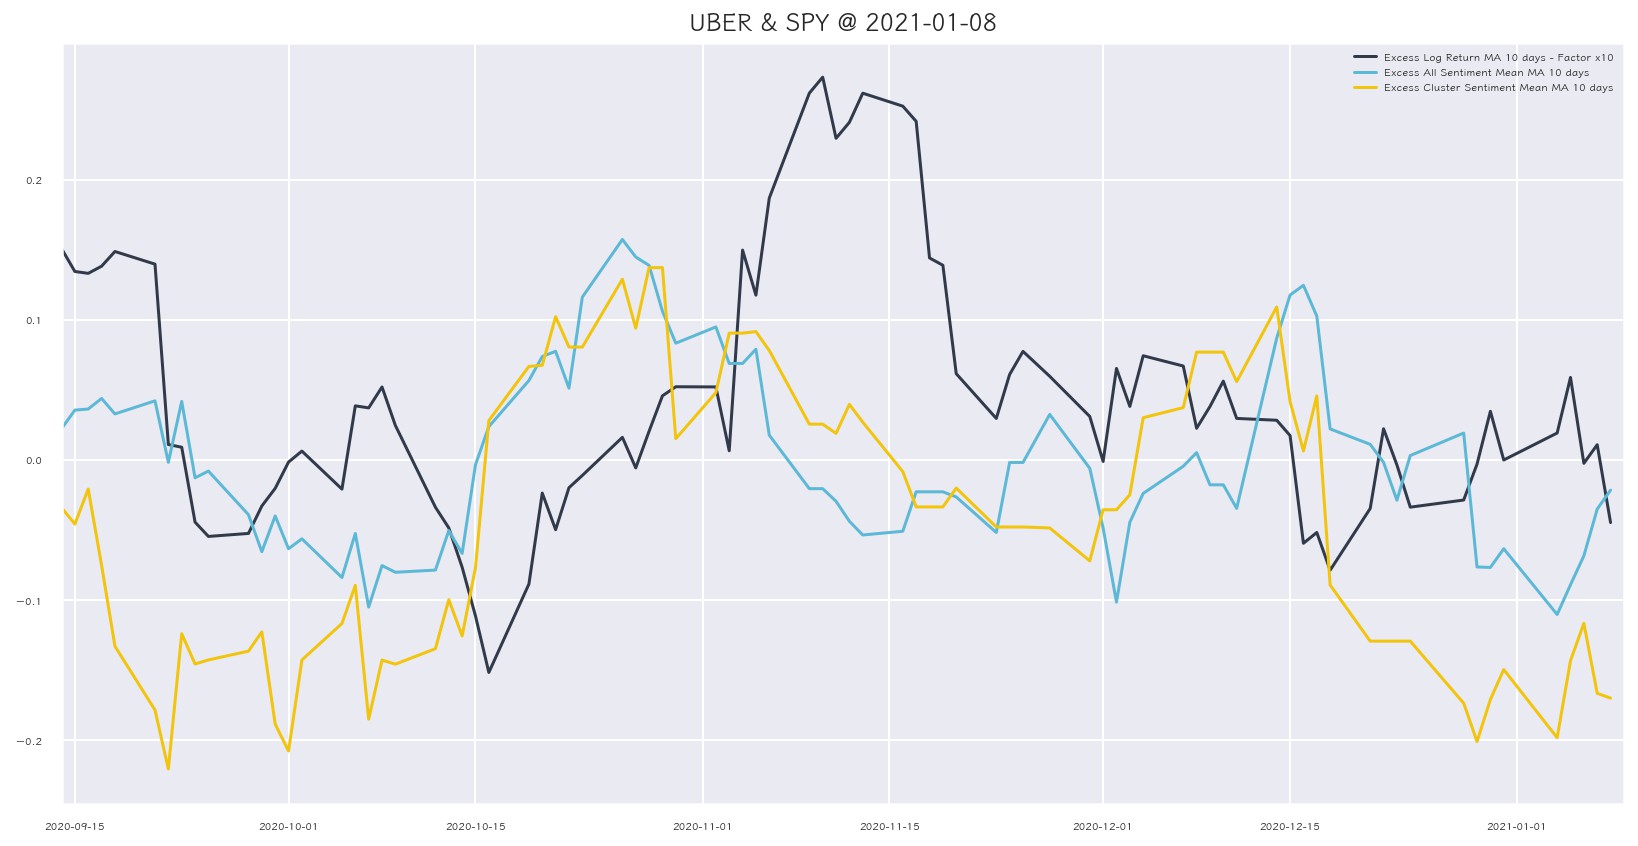 UBER & SPY @ 2021-01-08
Excess Log Return MA 10 days - Factor x10
Excess All Sentiment Mean MA 10 days
Excess Cluster Sentiment Mean MA 10 days
0.2
0.1
0.0
−0.1
−0.2
2020-09-15 2020-10-01 2020-10-15 2020-11-01 2020-11-15 2020-12-01 2020-12-15 2021-01-01